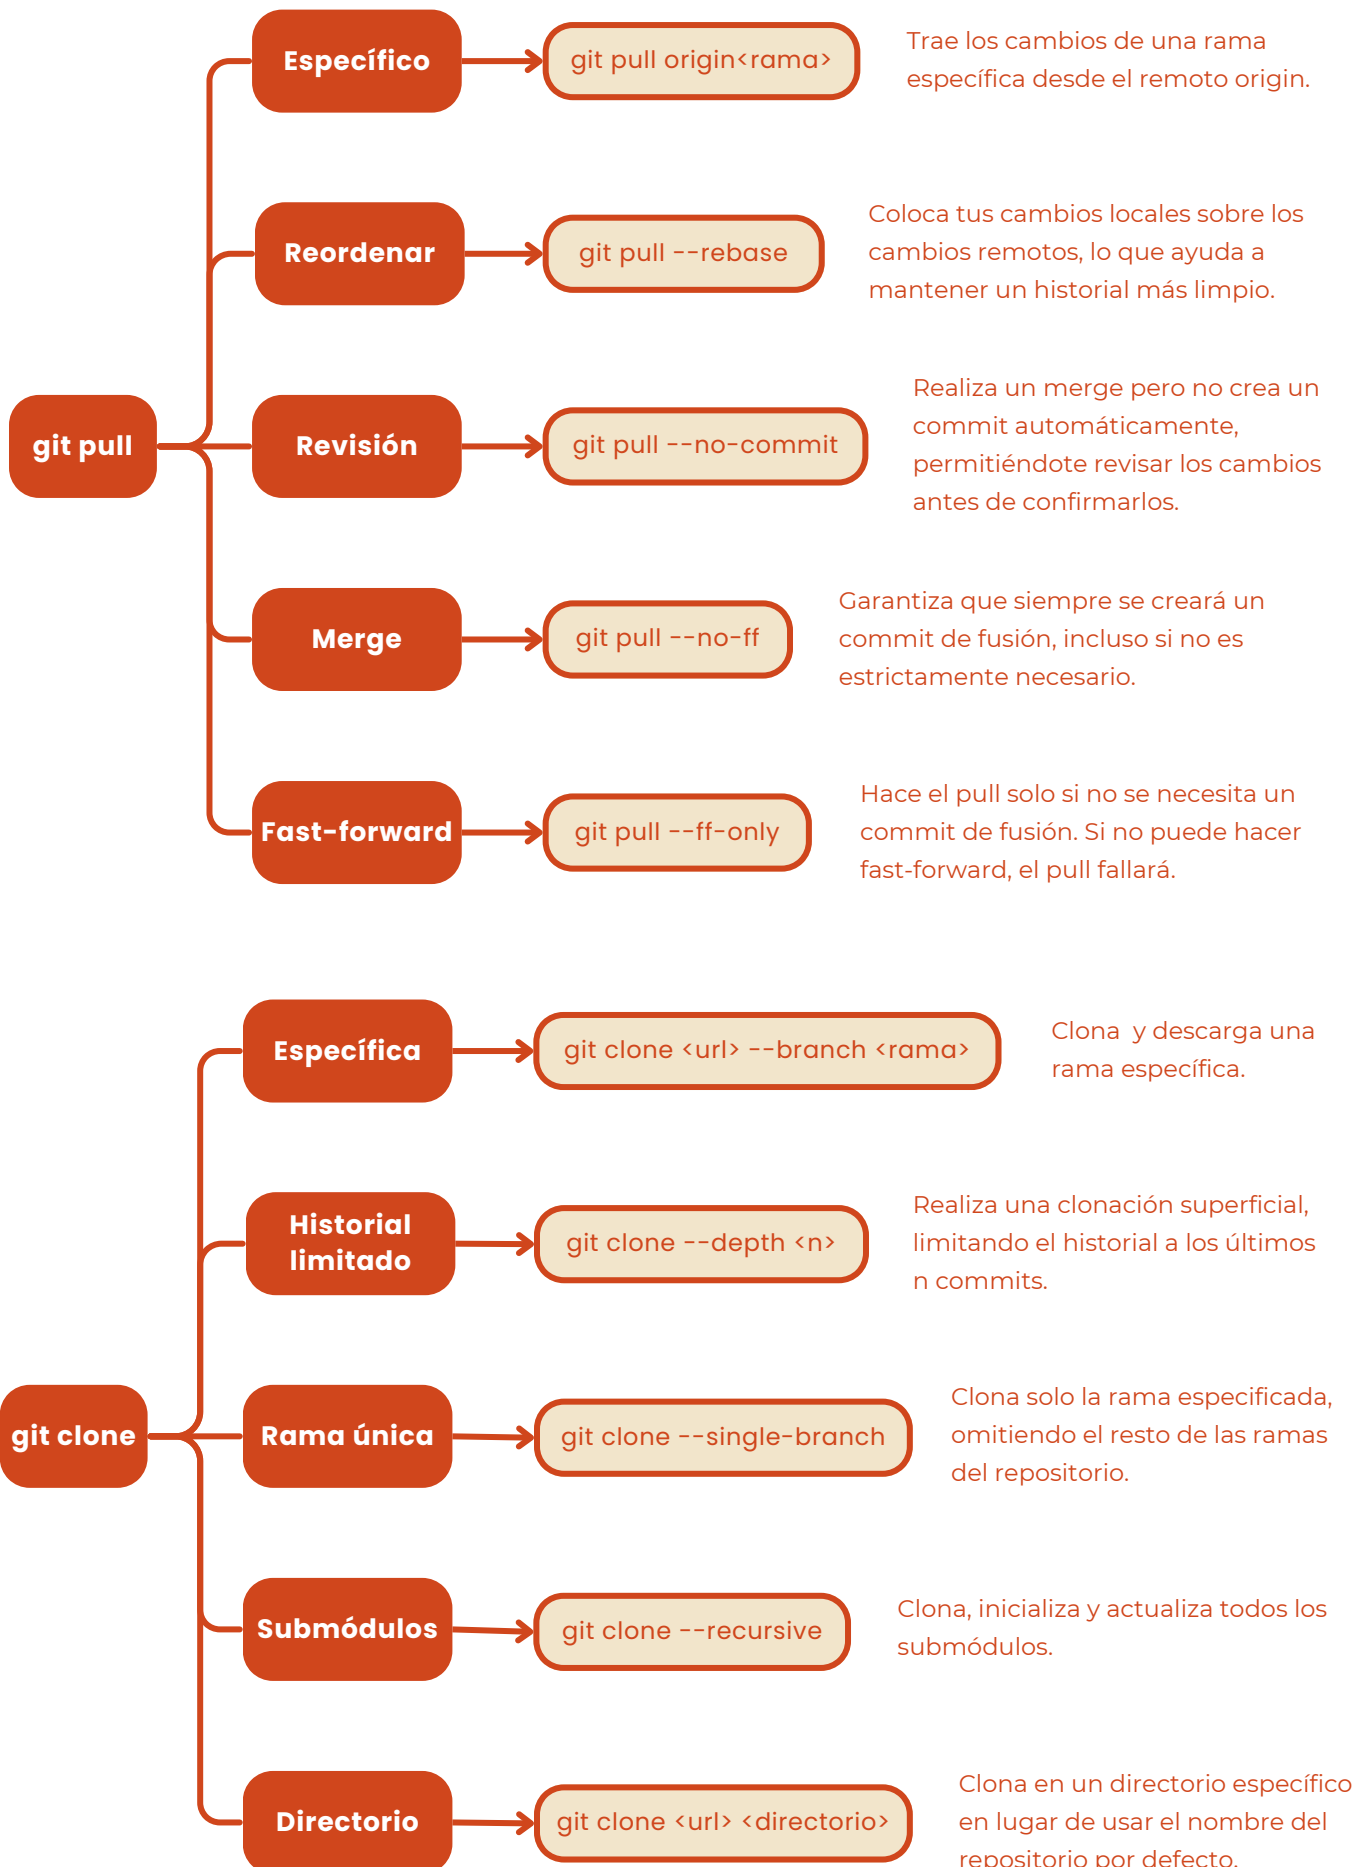 Específico
git pull origin<rama>
Trae los cambios de una rama
específica desde el remoto origin.
Reordenar
git pull --rebase
Coloca tus cambios locales sobre los
cambios remotos, lo que ayuda a
mantener un historial más limpio.
git pull
Revisión
git pull --no-commit
Realiza un merge pero no crea un
commit automáticamente,
permitiéndote revisar los cambios
antes de confirmarlos.
Merge
git pull --no-ff
Garantiza que siempre se creará un
commit de fusión, incluso si no es
estrictamente necesario.
Fast-forward
git pull --ff-only
Hace el pull solo si no se necesita un
commit de fusión. Si no puede hacer
fast-forward, el pull fallará.
Específica
git clone <url> --branch <rama>
Clona  y descarga una
rama específica.
Historial
limitado
git clone --depth <n>
Realiza una clonación superficial,
limitando el historial a los últimos
n commits.
git clone
Rama única
git clone --single-branch
Clona solo la rama especificada,
omitiendo el resto de las ramas
del repositorio.
Submódulos
git clone --recursive
Clona, inicializa y actualiza todos los
submódulos.
Directorio
git clone <url> <directorio>
Clona en un directorio específico
en lugar de usar el nombre del
repositorio por defecto.